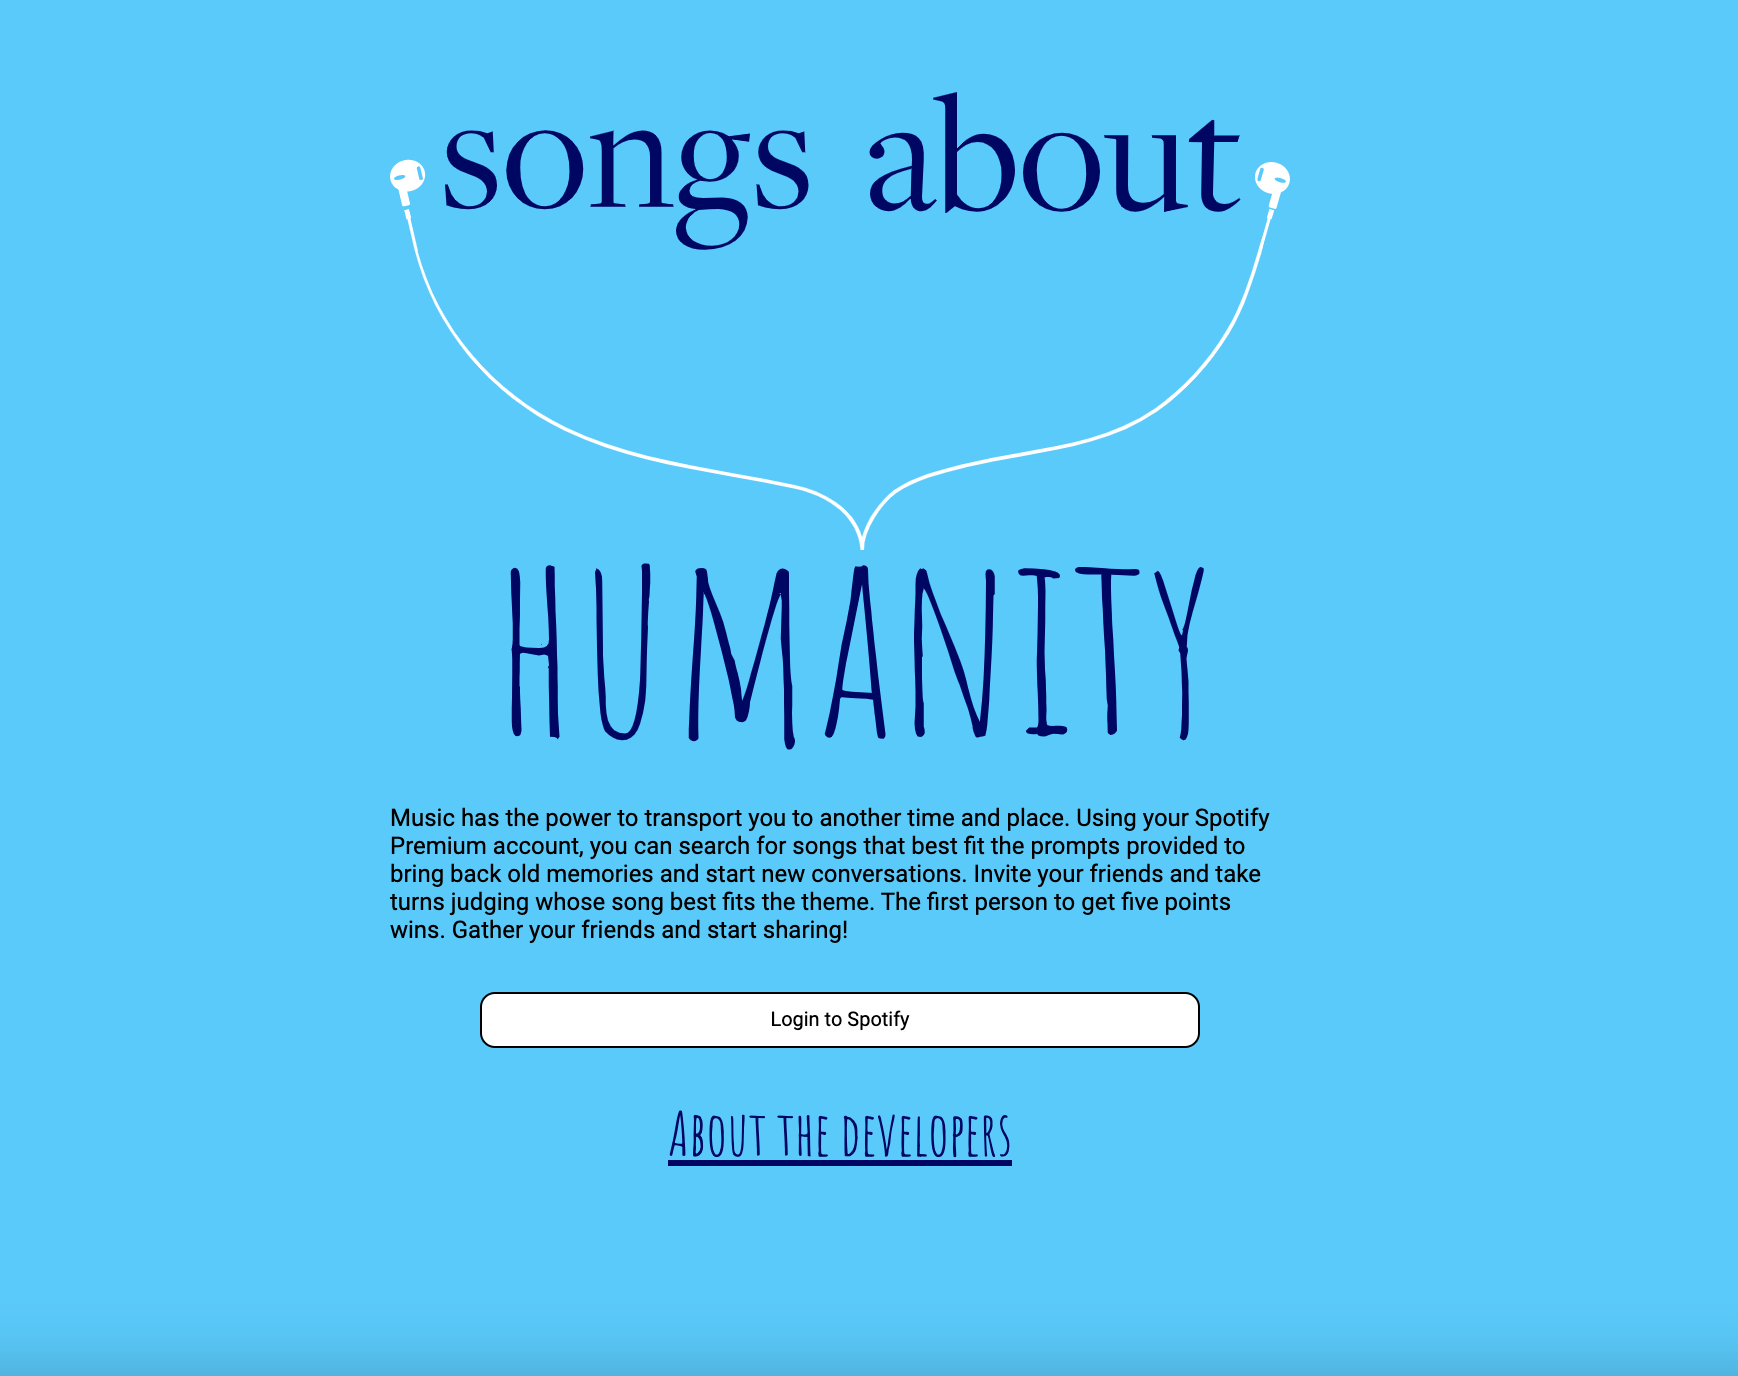 songs about
HUMANITY
Music has the power to transport you to another time and place. Using your Spotify
Premium account, you can search for songs that best fit the prompts provided to
bring back old memories and start new conversations. Invite your friends and take
turns judging whose song best fits the theme. The first person to get five points
wins. Gather your friends and start sharing!
Login to Spotify
About the developers